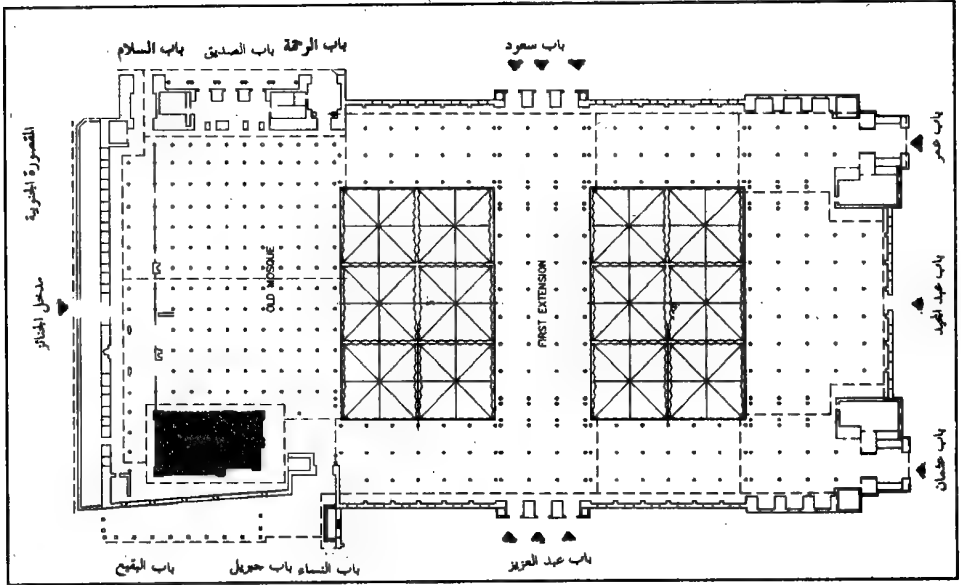 باب السلام باب الصديق باب الرحمة
باب سعود
المقصورة الجنوبية
مدخل الجنائز
OLD MOSQUE
FIRST EXTENSION
باب عمر
باب عبد المجيد
باب عثمان
باب البقيع باب جبريل باب النساء
باب عبد العزيز